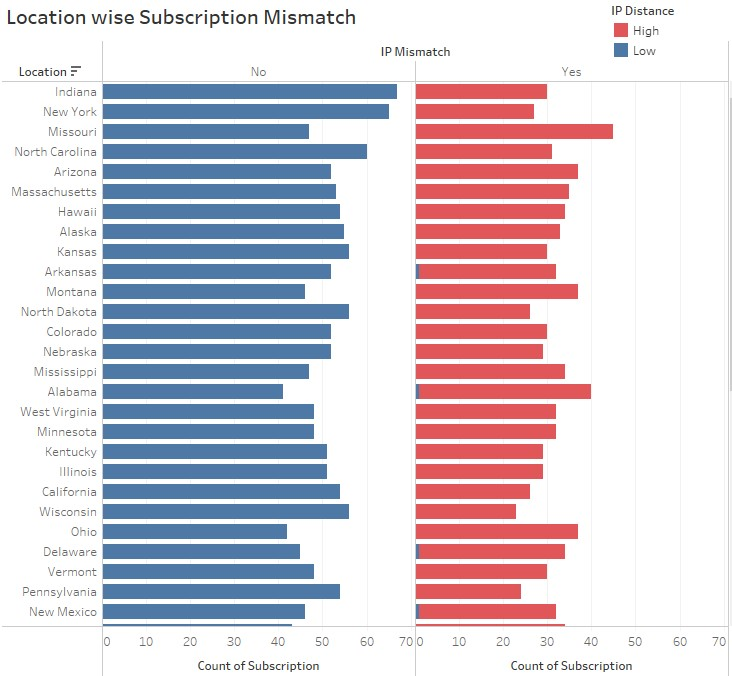 Location wise Subscription Mismatch
IP Distance
High
Low
IP Mismatch
Location
No
Yes
Indiana
New York
Missouri
North Carolina
Arizona
Massachusetts
Hawaii
Alaska
Kansas
Arkansas
Montana
North Dakota
Colorado
Nebraska
Mississippi
Alabama
West Virginia
Minnesota
Kentucky
Illinois
California
Wisconsin
Ohio
Delaware
Vermont
Pennsylvania
New Mexico
0 10 20 30 40 50 60 70 0 10 20 30 40 50 60 70
Count of Subscription Count of Subscription